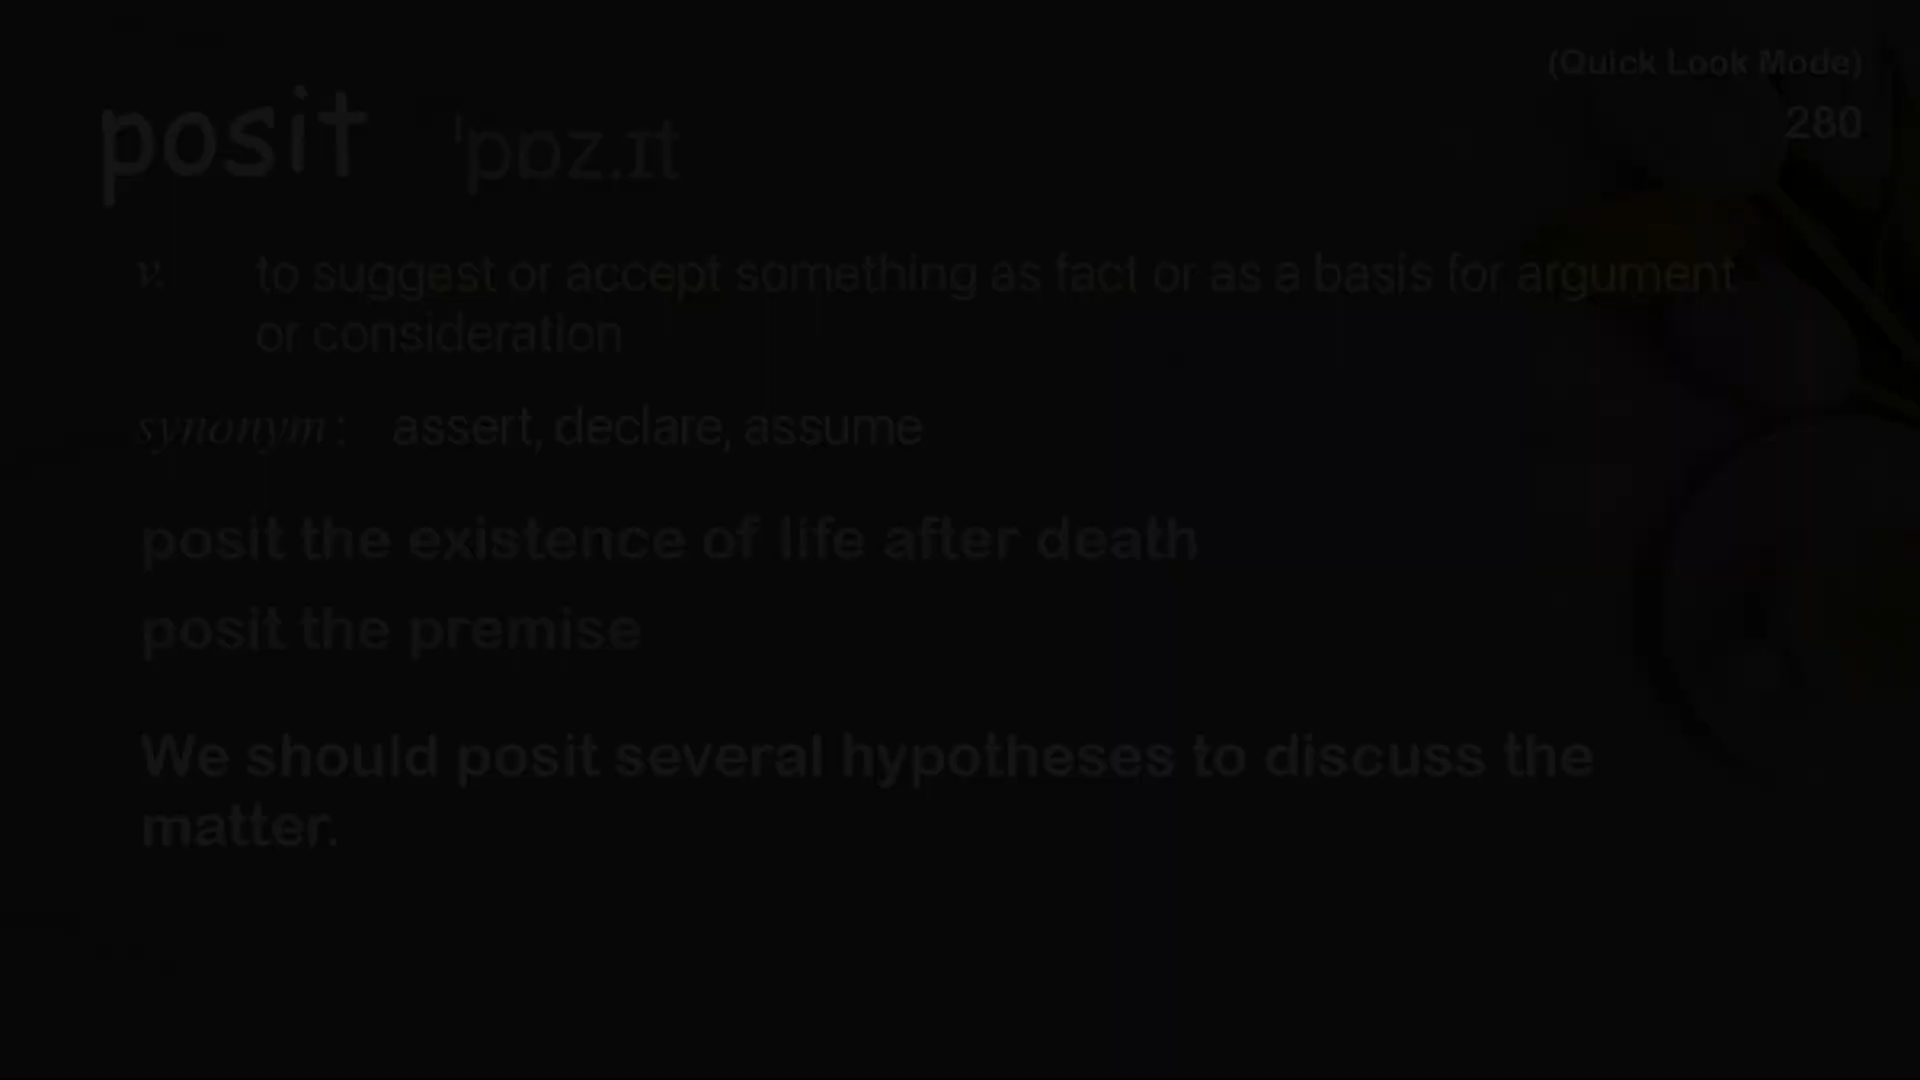 (Quick Look Mode)
280
posit ˈpɒz.ɪt
v. to suggest or accept something as fact or as a basis for argument
or consideration
synonym: assert, declare, assume
posit the existence of life after death
posit the premise
We should posit several hypotheses to discuss the
matter.